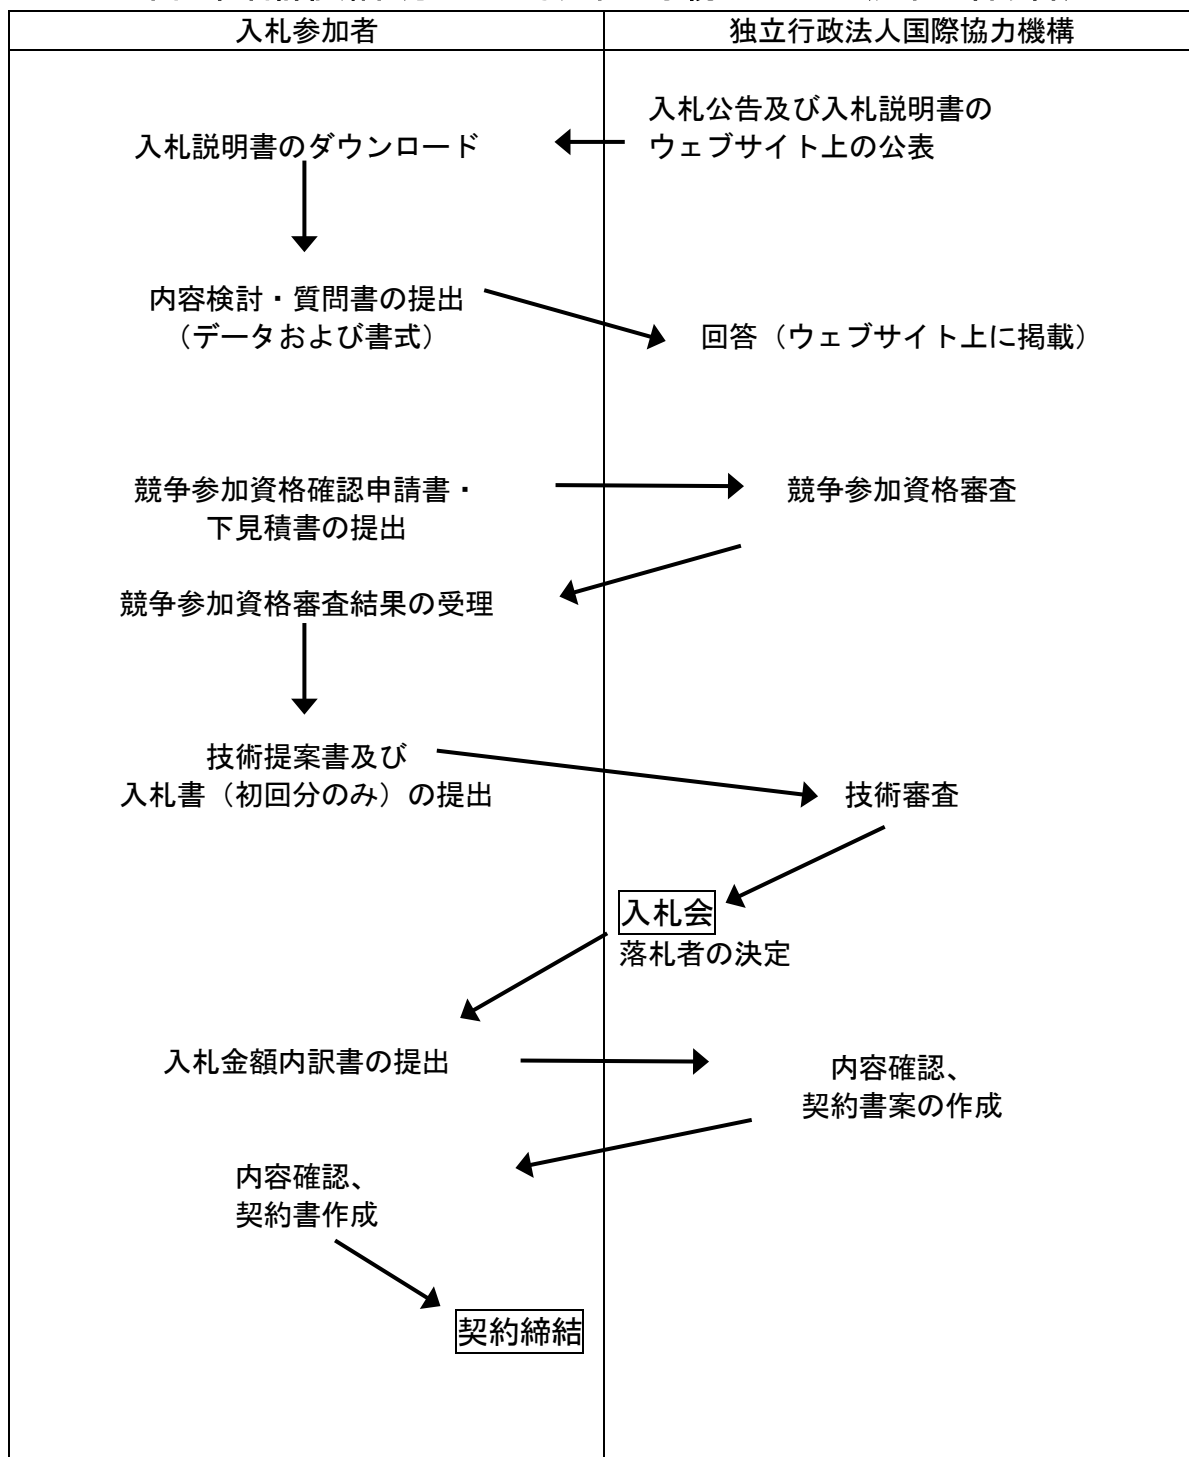 入札参加者
独立行政法人国際協力機構
入札公告及び入札説明書の
ウェブサイト上の公表
入札説明書のダウンロード
内容検討・質問書の提出
（データおよび書式）
回答（ウェブサイト上に掲載）
競争参加資格確認申請書・
下見積書の提出
競争参加資格審査
競争参加資格審査結果の受理
技術提案書及び
入札書（初回分のみ）の提出
技術審査
入札会
落札者の決定
入札金額内訳書の提出
内容確認、
契約書案の作成
内容確認、
契約書作成
契約締結